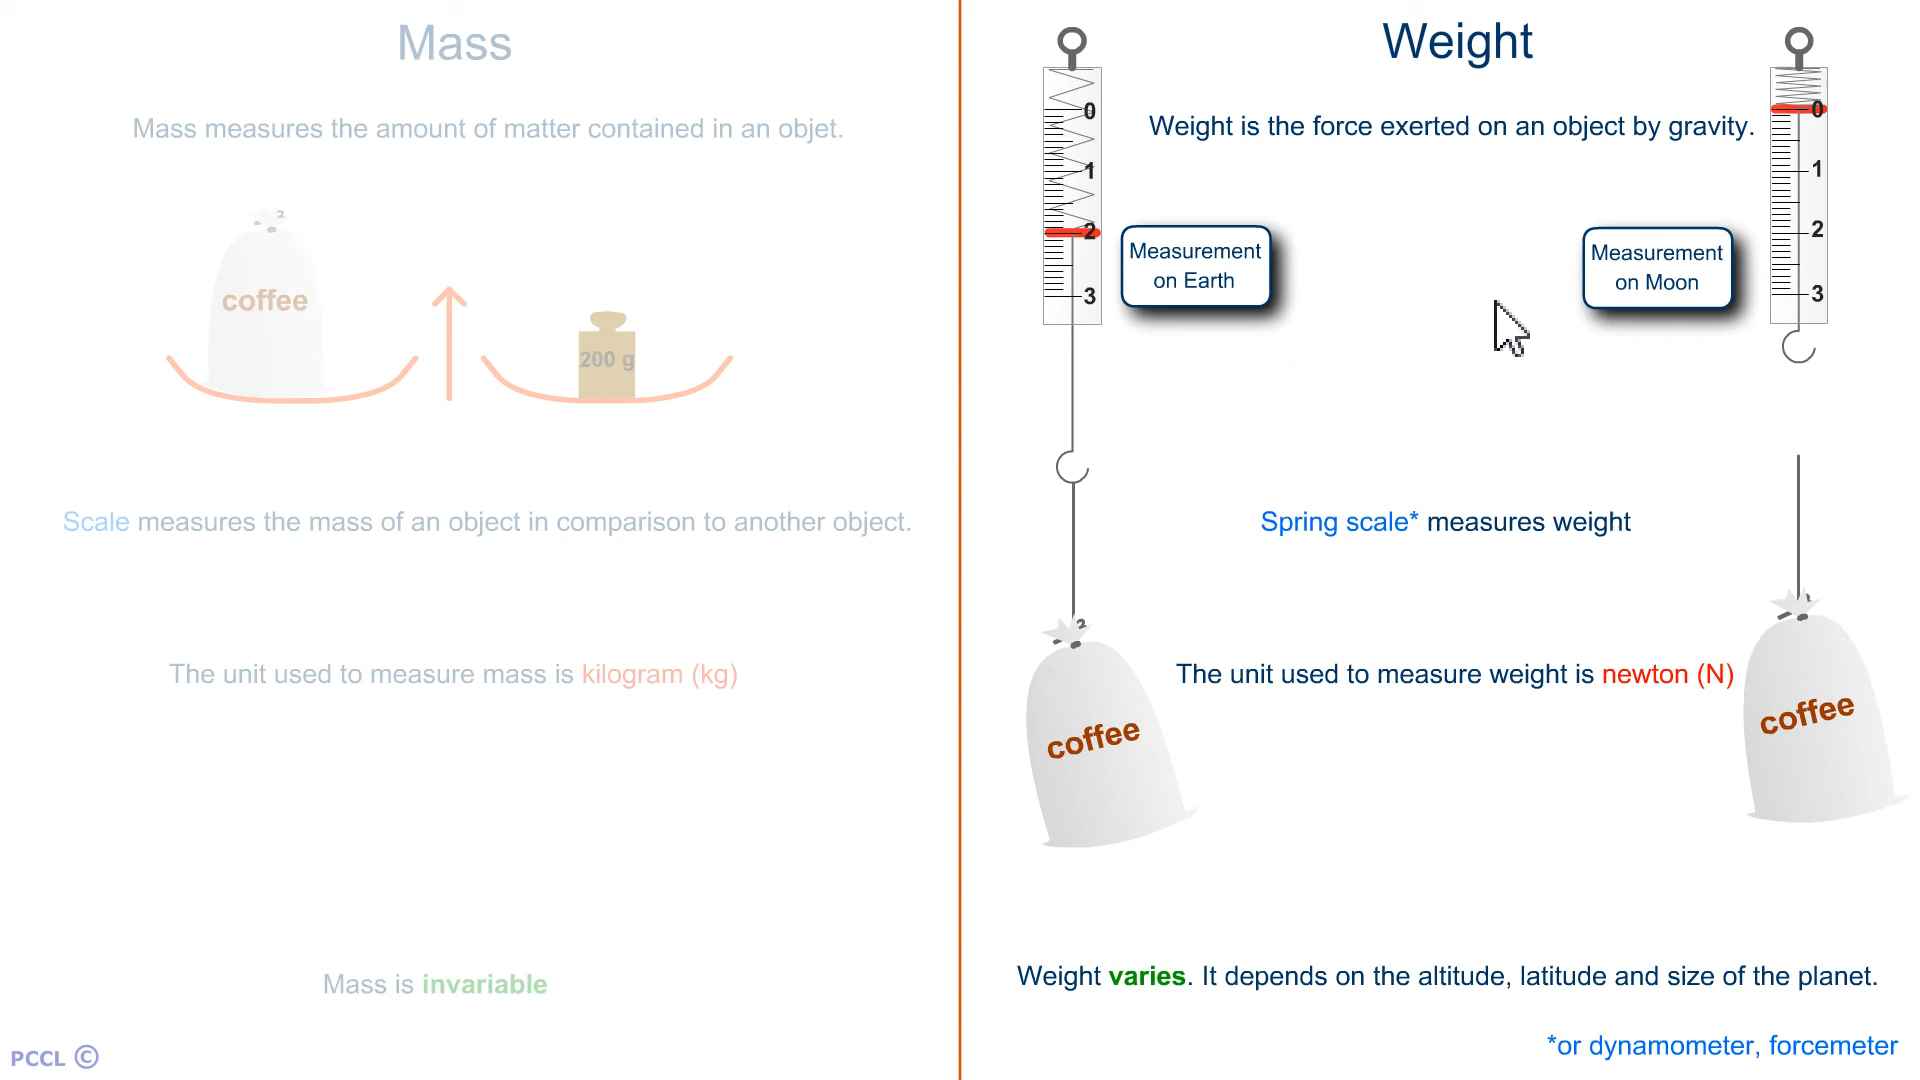 Mass
Mass measures the amount of matter contained in an objet.
coffee
200 g
Scale measures the mass of an object in comparison to another object.
The unit used to measure mass is kilogram (kg)
Mass is invariable
PCCL ©
Weight
Weight is the force exerted on an object by gravity.
0
1
2
3
Measurement
on Earth
Measurement
on Moon
0
1
2
3
Spring scale* measures weight
The unit used to measure weight is newton (N)
coffee
coffee
Weight varies. It depends on the altitude, latitude and size of the planet.
*or dynamometer, forcemeter